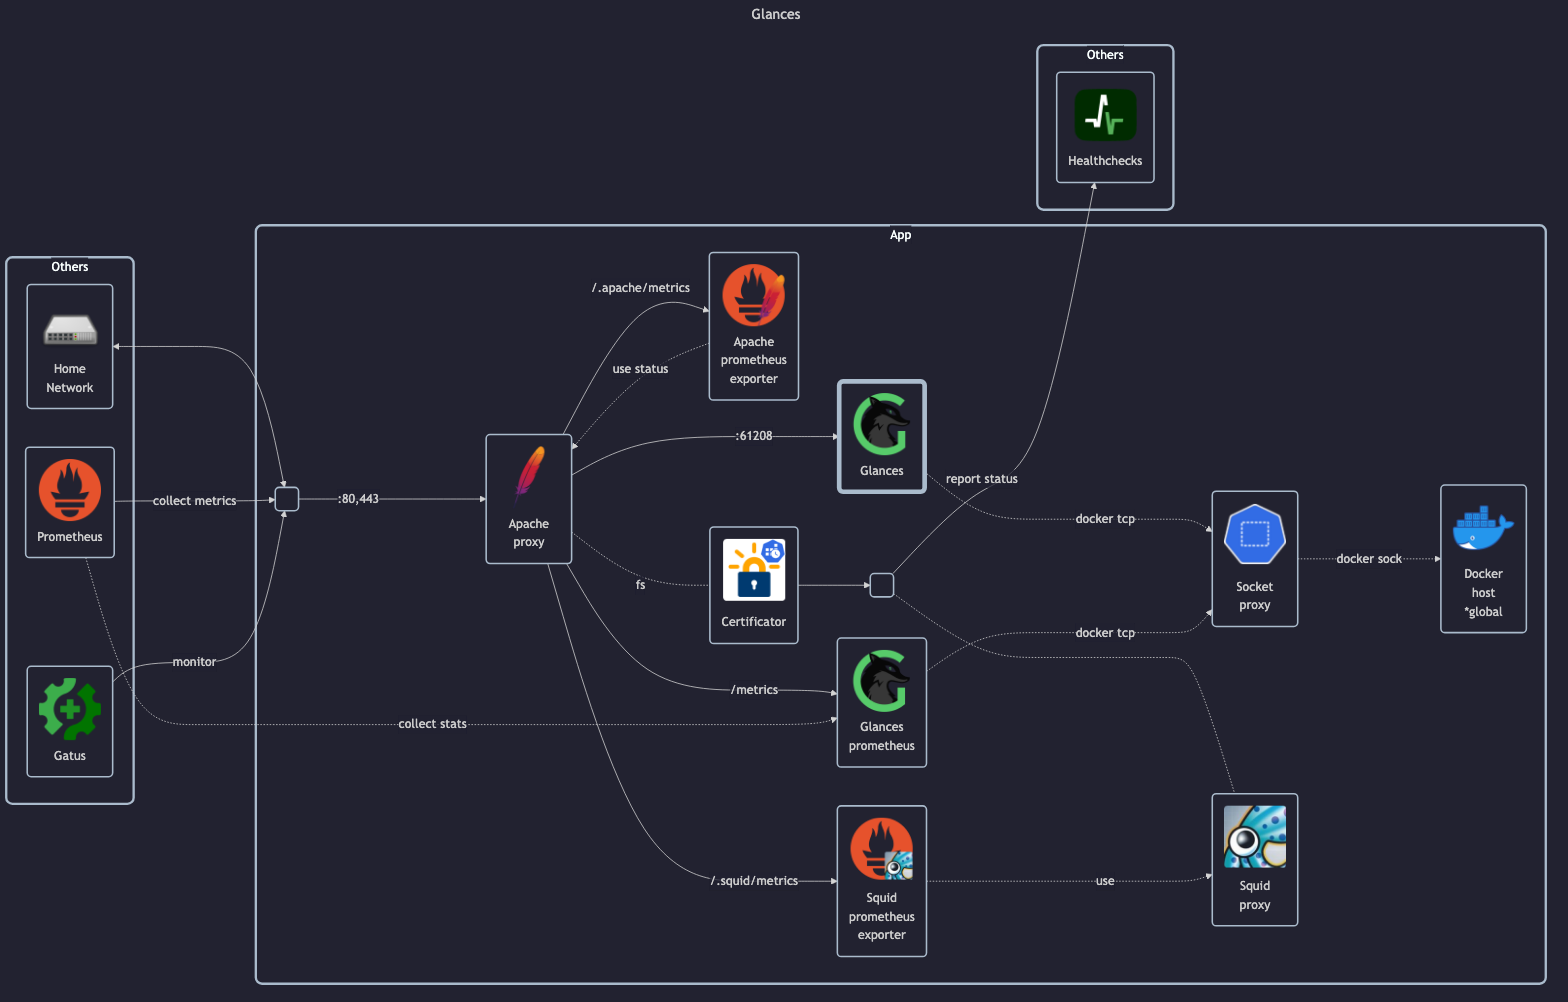 Glances
Others
Healthchecks
App
Others
Home
Network
Prometheus
Gatus
collect metrics
monitor
collect stats
:80,443
Apache
proxy
/.apache/metrics
use status
:61208
fs
/metrics
/.squid/metrics
Apache
prometheus
exporter
Glances
Certificator
Glances
prometheus
Squid
prometheus
exporter
report status
docker tcp
docker tcp
use
Socket
proxy
Squid
proxy
docker sock
Docker
host
*global